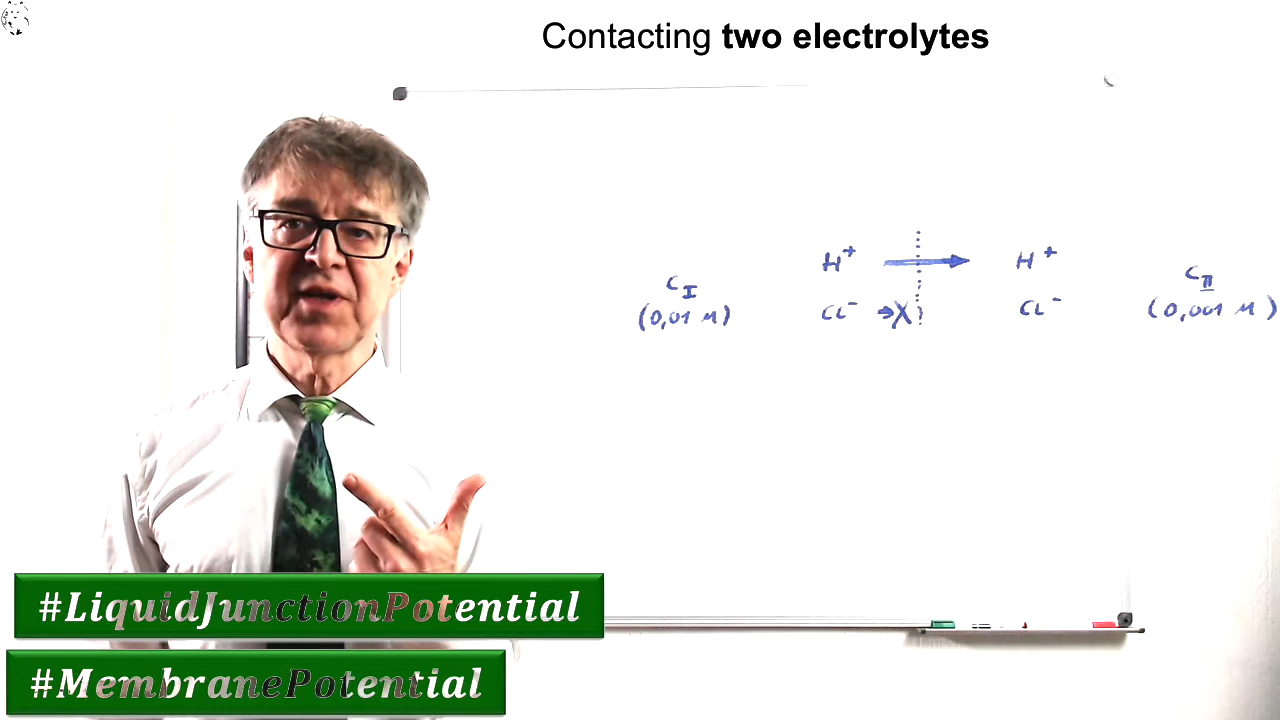 Contacting two electrolytes
H⁺ H⁺
C_I C_II
(0,01 M) Cl⁻ →X Cl⁻ (0,001 M)
#LiquidJunctionPotential
#MembranePotential